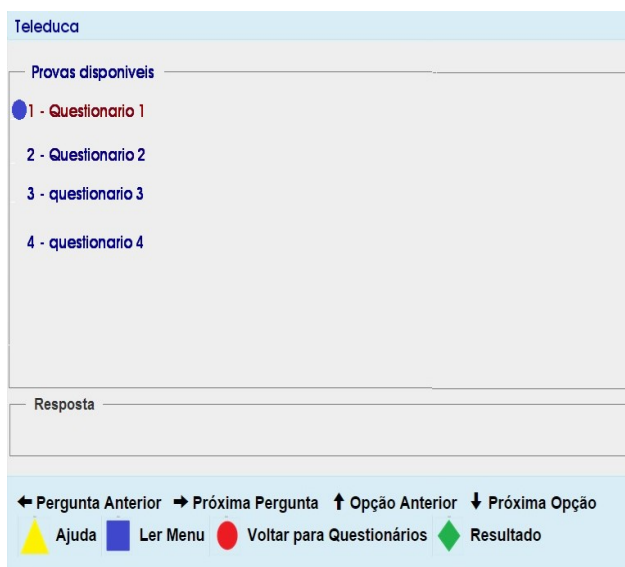 Teleduca
Provas disponiveis
1 - Questionario 1
2 - Questionario 2
3 - questionario 3
4 - questionario 4
Resposta
← Pergunta Anterior → Próxima Pergunta ↑ Opção Anterior ↓ Próxima Opção
Ajuda Ler Menu Voltar para Questionários Resultado